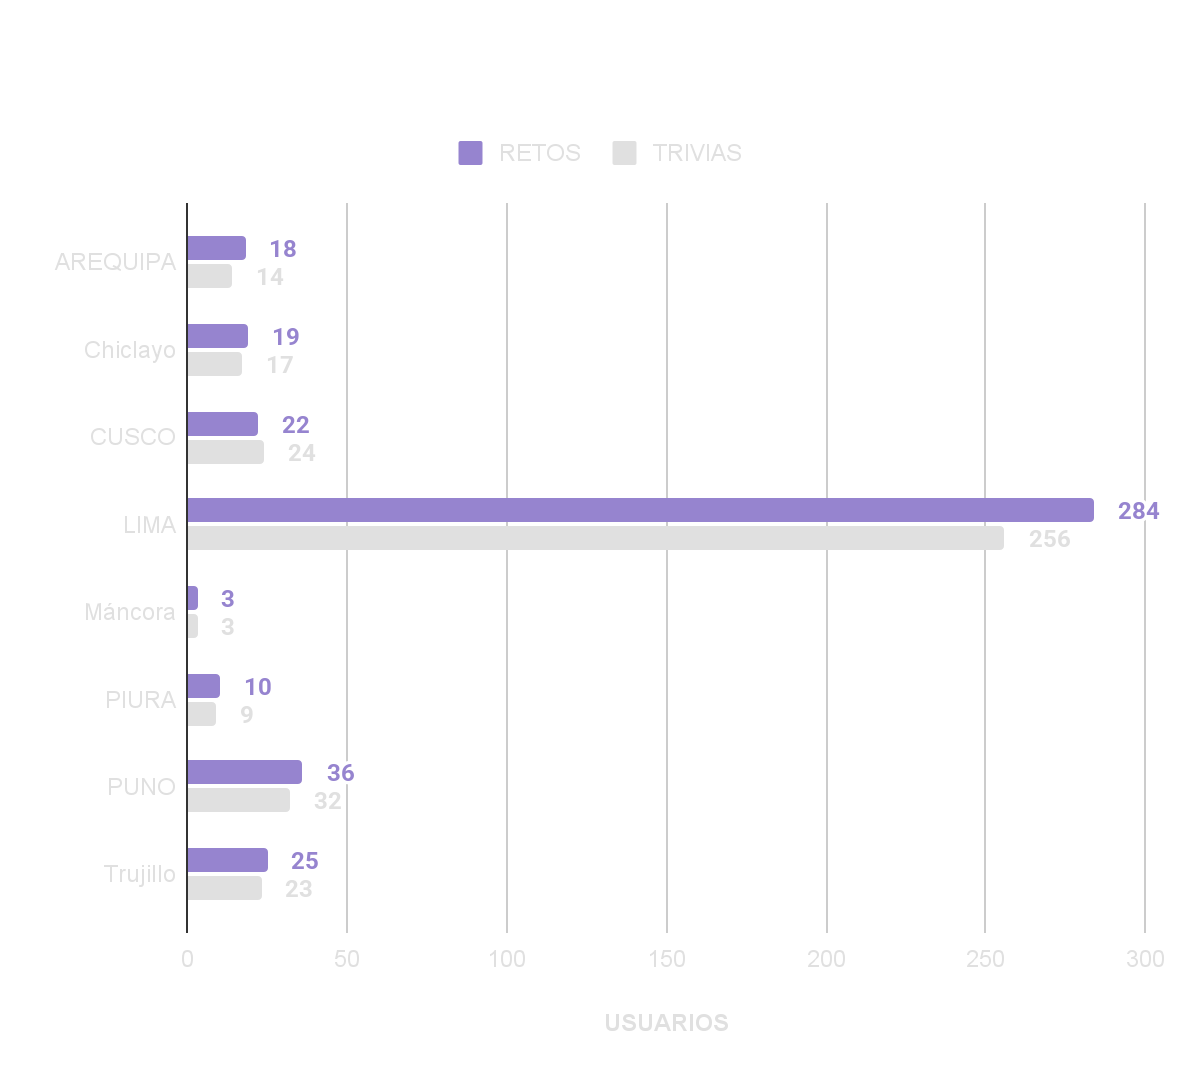 RETOS TRIVIAS
AREQUIPA 18
14
Chiclayo 19
17
CUSCO 22
24
LIMA 284
256
Máncora 3
3
PIURA 10
9
PUNO 36
32
Trujillo 25
23
0 50 100 150 200 250 300
USUARIOS